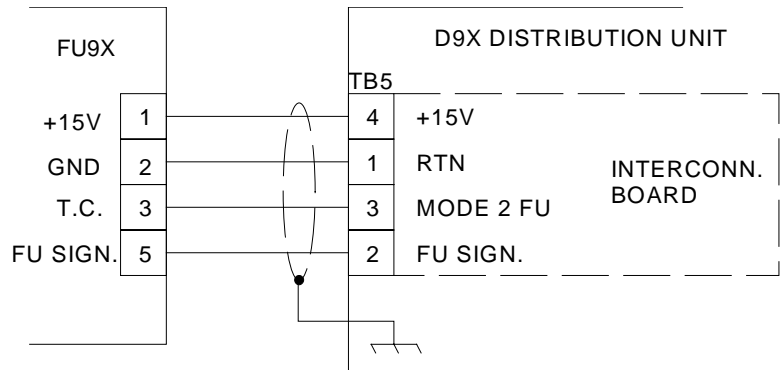 FU9X
D9X DISTRIBUTION UNIT
TB5
+15V 1 4 +15V
GND 2 1 RTN
T.C. 3 3 MODE 2 FU
FU SIGN. 5 2 FU SIGN.
INTERCONN.
BOARD